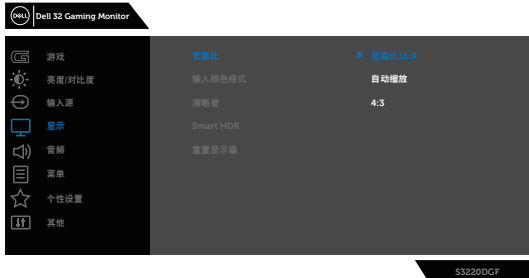 DELL Dell 32 Gaming Monitor
游戏
亮度/对比度
输入源
显示
音频
菜单
个性设置
其他
宽高比
输入颜色格式
清晰度
Smart HDR
重置显示器
宽高比16:9
自动缩放
4:3
S3220DGF